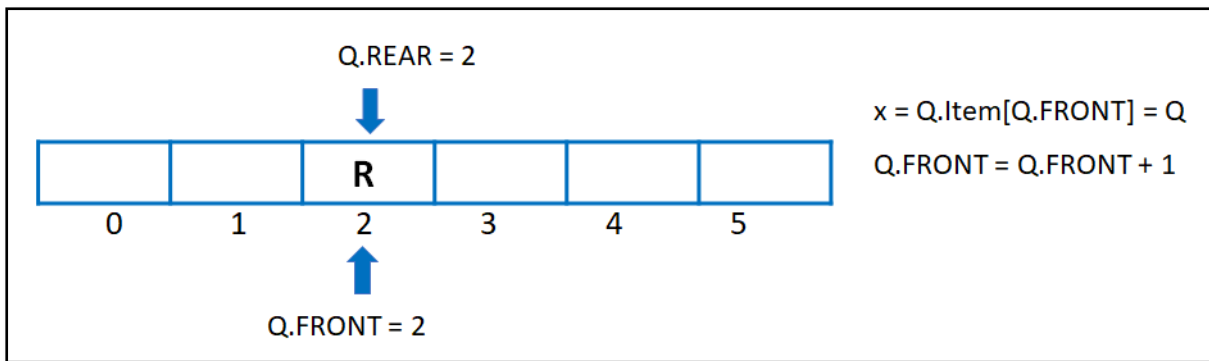 Q.REAR = 2
x = Q.Item[Q.FRONT] = Q
Q.FRONT = Q.FRONT + 1
R
0 1 2 3 4 5
Q.FRONT = 2